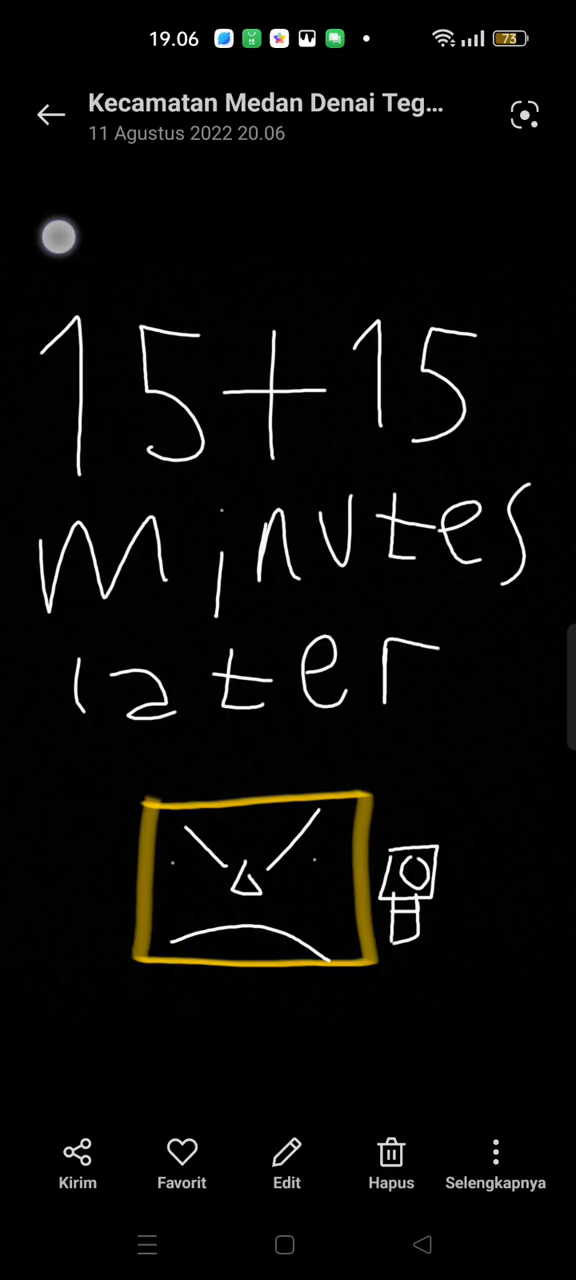 19.06
73
Kecamatan Medan Denai Teg...
11 Agustus 2022 20.06
15+15
minutes
later
Kirim
Favorit
Edit
Hapus
Selengkapnya